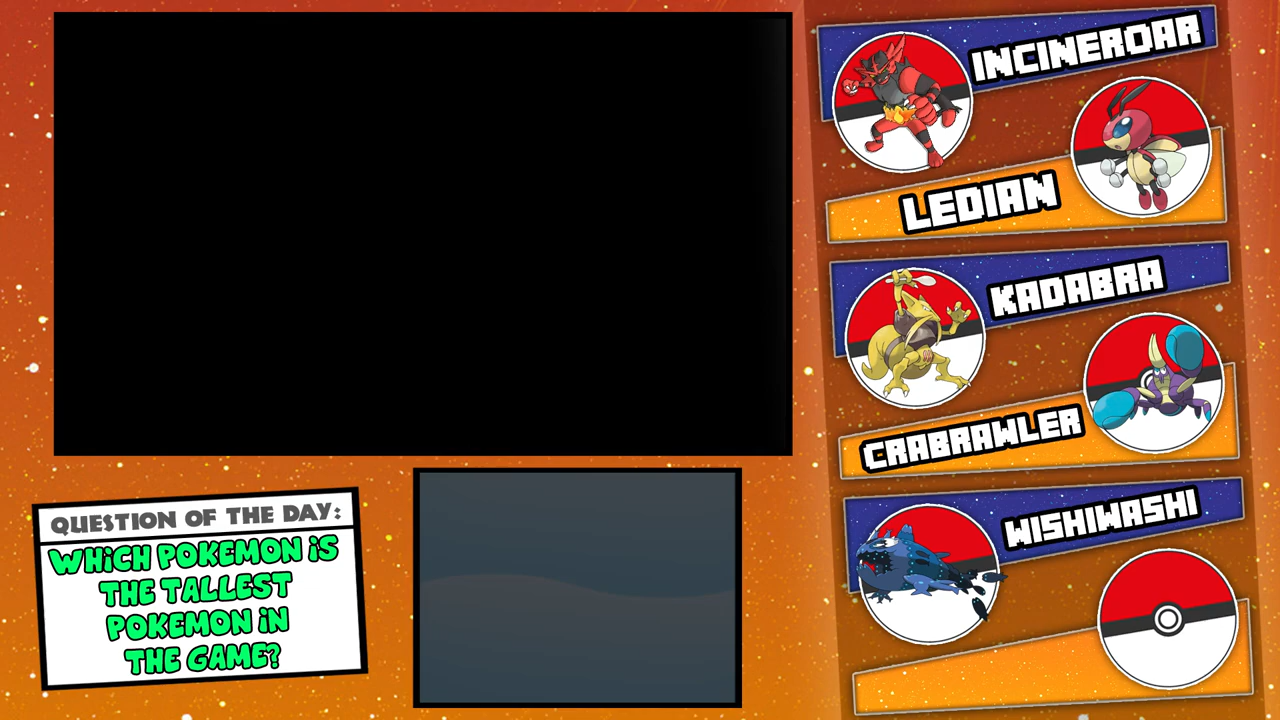 INCINEROAR
LEDIAN
KADABRA
CRABRAWLER
WISHIWASHI
QUESTION OF THE DAY:
WHICH POKEMON IS
THE TALLEST
POKEMON IN
THE GAME?